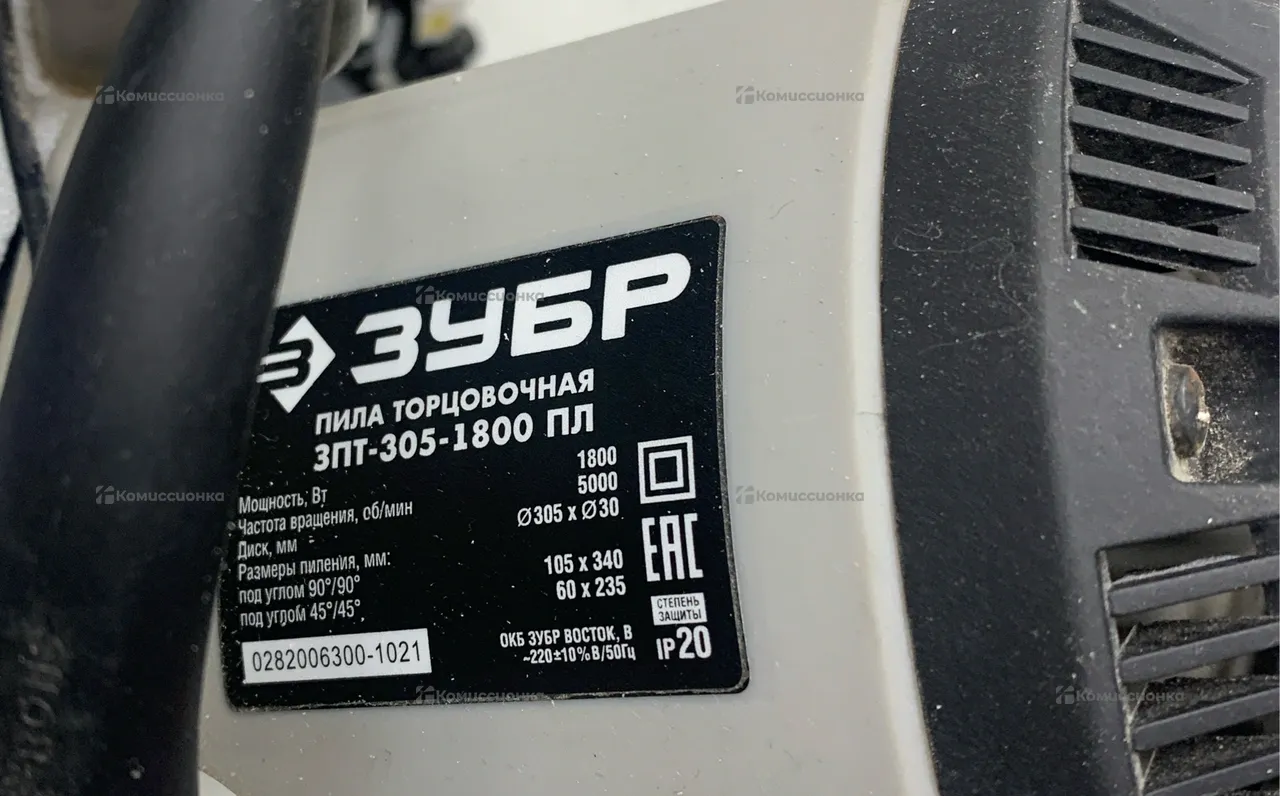 ЗУБР
ПИЛА ТОРЦОВОЧНАЯ
ЗПТ-305-1800 ПЛ
Мощность, Вт 1800
Частота вращения, об/мин 5000
Диск, мм Ø305 x Ø30
Размеры пиления, мм:
под углом 90°/90° 105 x 340
под углом 45°/45° 60 x 235
EAC
СТЕПЕНЬ
ЗАЩИТЫ
IP20
ОКБ ЗУБР ВОСТОК, В
~220±10% В/50Гц
0282006300-1021
Комиссионка
Комиссионка
Комиссионка
Комиссионка
Комиссионка
Комиссионка
Комиссионка